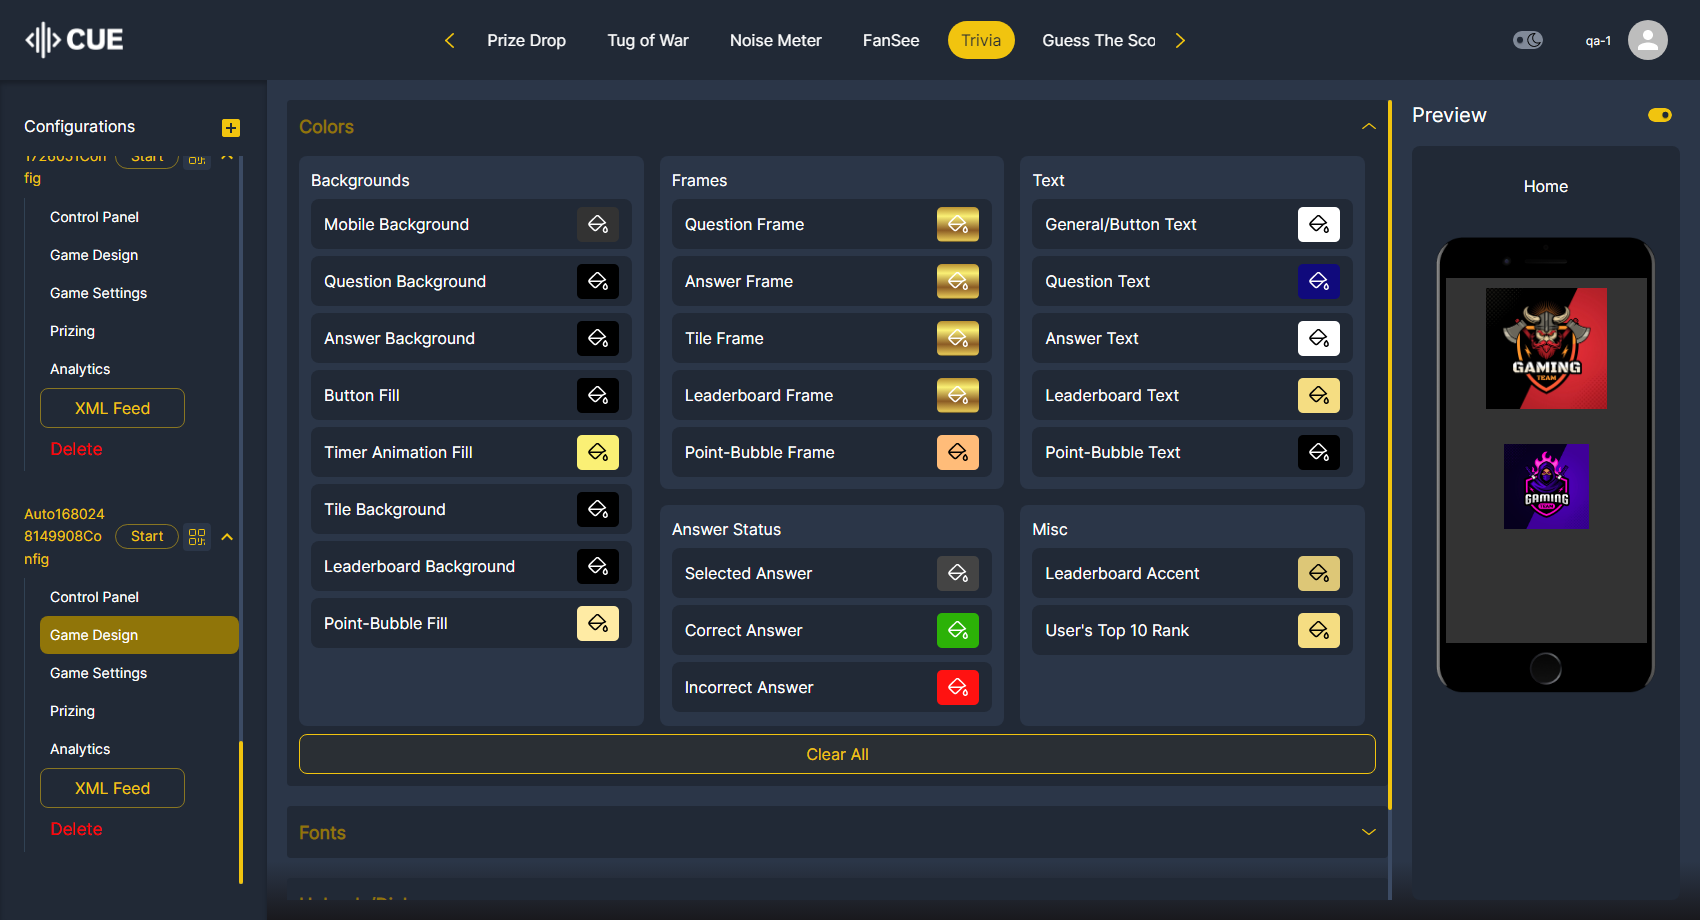 CUE
Prize Drop
Tug of War
Noise Meter
FanSee
Trivia
Guess The Sco
qa-1
Configurations
fig
Start
Control Panel
Game Design
Game Settings
Prizing
Analytics
XML Feed
Delete
Auto168024
8149908Co
nfig
Start
Control Panel
Game Design
Game Settings
Prizing
Analytics
XML Feed
Delete
Colors
Backgrounds
Mobile Background
Question Background
Answer Background
Button Fill
Timer Animation Fill
Tile Background
Leaderboard Background
Point-Bubble Fill
Frames
Question Frame
Answer Frame
Tile Frame
Leaderboard Frame
Point-Bubble Frame
Text
General/Button Text
Question Text
Answer Text
Leaderboard Text
Point-Bubble Text
Answer Status
Selected Answer
Correct Answer
Incorrect Answer
Misc
Leaderboard Accent
User's Top 10 Rank
Clear All
Fonts
Preview
Home
GAMING
TEAM
GAMING
TEAM